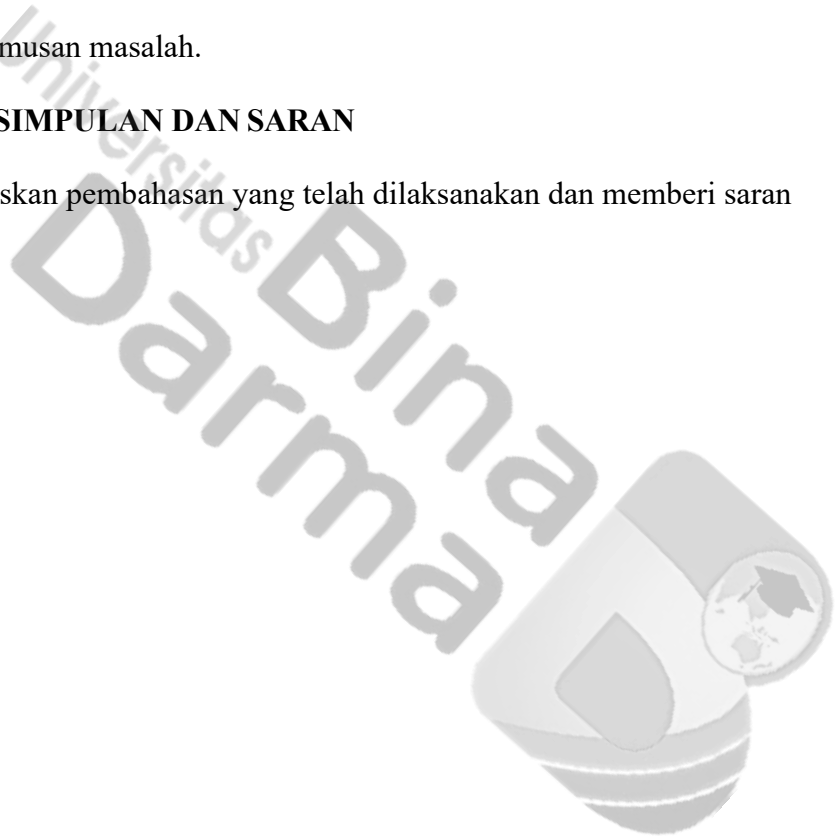 musan masalah.
SIMPULAN DAN SARAN
skan pembahasan yang telah dilaksanakan dan memberi saran
Universitas
Bina
Darma